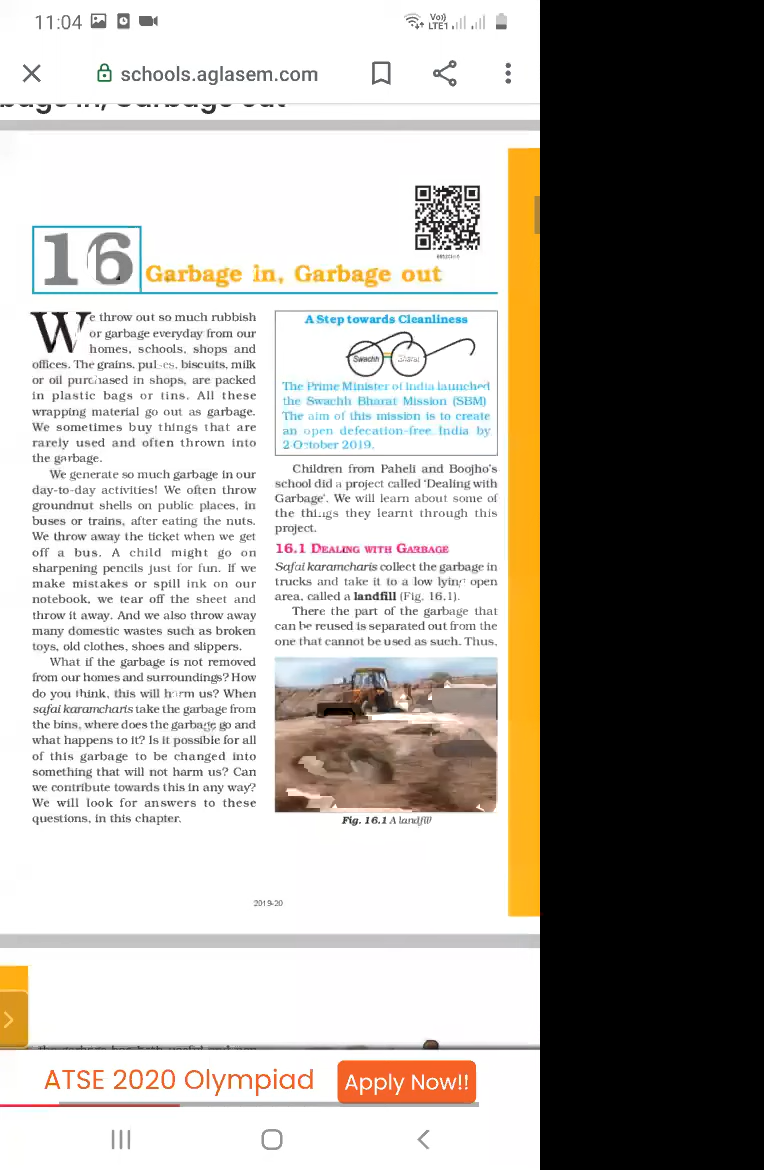 11:04
Vo)) LTE1
schools.aglasem.com
16 Garbage in, Garbage out
We throw out so much rubbish
or garbage everyday from our
homes, schools, shops and
offices. The grains, pulses, biscuits, milk
or oil purchased in shops, are packed
in plastic bags or tins. All these
wrapping material go out as garbage.
We sometimes buy things that are
rarely used and often thrown into
the garbage.
We generate so much garbage in our
day-to-day activities! We often throw
groundnut shells on public places, in
buses or trains, after eating the nuts.
We throw away the ticket when we get
off a bus. A child might go on
sharpening pencils just for fun. If we
make mistakes or spill ink on our
notebook, we tear off the sheet and
throw it away. And we also throw away
many domestic wastes such as broken
toys, old clothes, shoes and slippers.
What if the garbage is not removed
from our homes and surroundings? How
do you think, this will harm us? When
safai karamcharis take the garbage from
the bins, where does the garbage go and
what happens to it? Is it possible for all
of this garbage to be changed into
something that will not harm us? Can
we contribute towards this in any way?
We will look for answers to these
questions, in this chapter.
A Step towards Cleanliness
Swachh Bharat
The Prime Minister of India launched
the Swachh Bharat Mission (SBM)
The aim of this mission is to create
an open defecation-free India by
2 October 2019.
Children from Paheli and Boojho's
school did a project called 'Dealing with
Garbage'. We will learn about some of
the things they learnt through this
project.
16.1 DEALING WITH GARBAGE
Safai karamcharis collect the garbage in
trucks and take it to a low lying open
area, called a landfill (Fig. 16.1).
There the part of the garbage that
can be reused is separated out from the
one that cannot be used as such. Thus,
Fig. 16.1 A landfill
2019-20
ATSE 2020 Olympiad
Apply Now!!